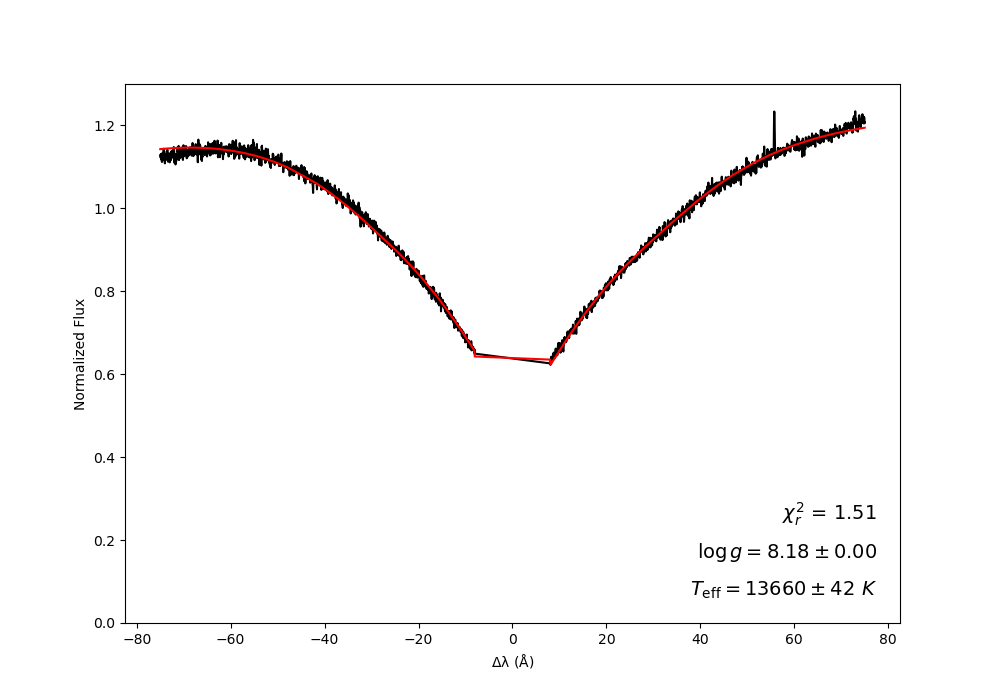 1.2
1.0
0.8
0.6
0.4
0.2
0.0
Normalized Flux
χ²ᵣ = 1.51
log g = 8.18 ± 0.00
T_eff = 13660 ± 42 K
−80 −60 −40 −20 0 20 40 60 80
Δλ (Å)